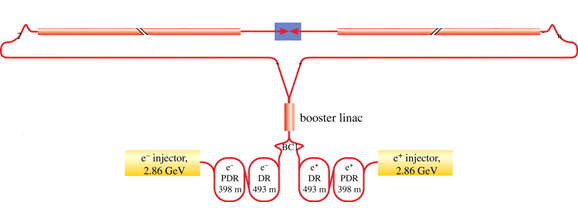 booster linac
BC1
e⁻ injector,
2.86 GeV
e⁻
PDR
398 m
e⁻
DR
493 m
e⁺
DR
493 m
e⁺
PDR
398 m
e⁺ injector,
2.86 GeV